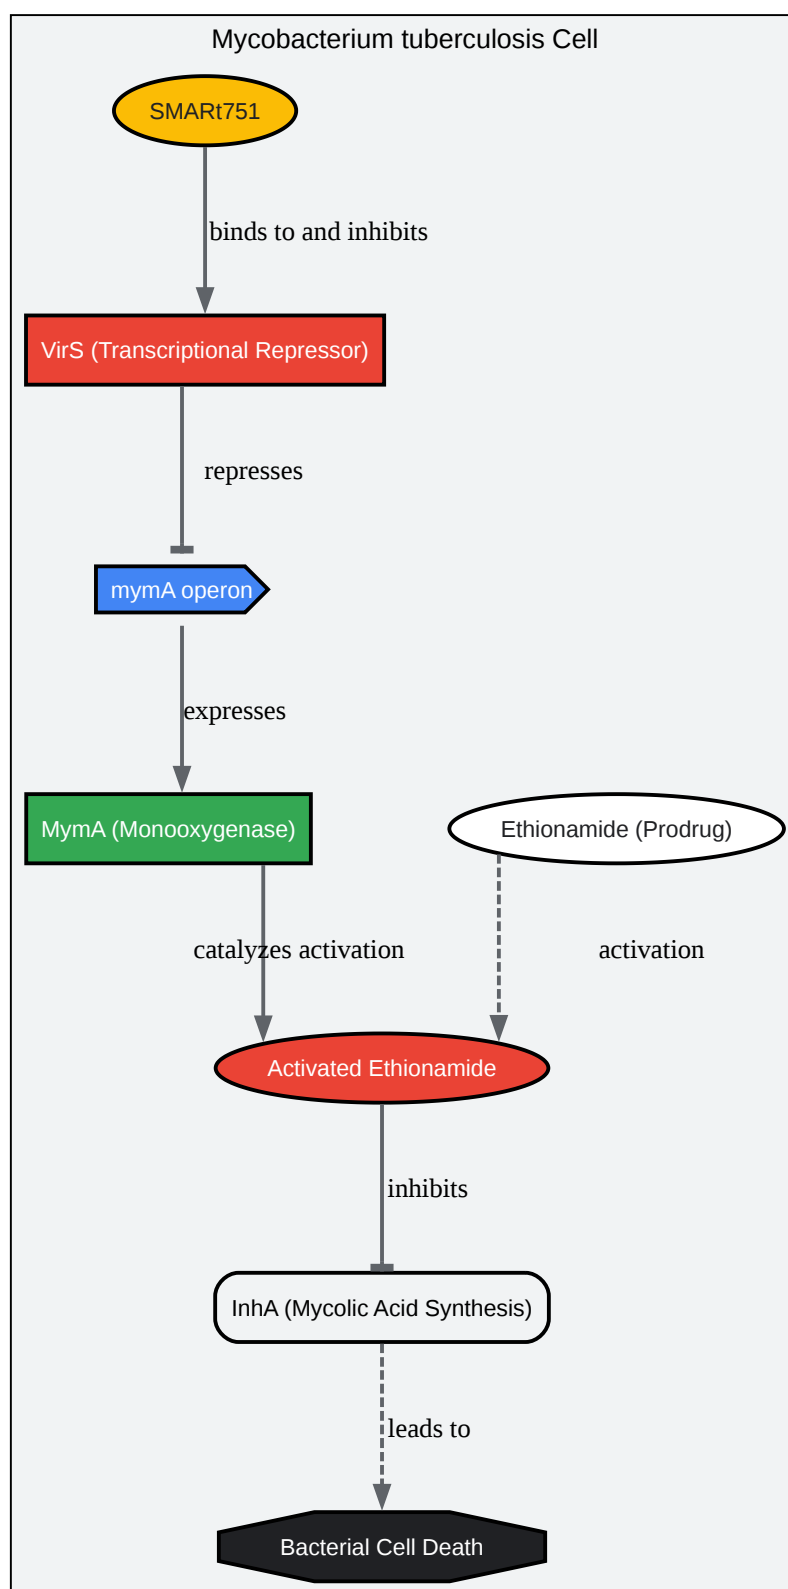 Mycobacterium tuberculosis Cell
SMARt751
binds to and inhibits
VirS (Transcriptional Repressor)
represses
mymA operon
expresses
MymA (Monooxygenase)
Ethionamide (Prodrug)
catalyzes activation
activation
Activated Ethionamide
inhibits
InhA (Mycolic Acid Synthesis)
leads to
Bacterial Cell Death